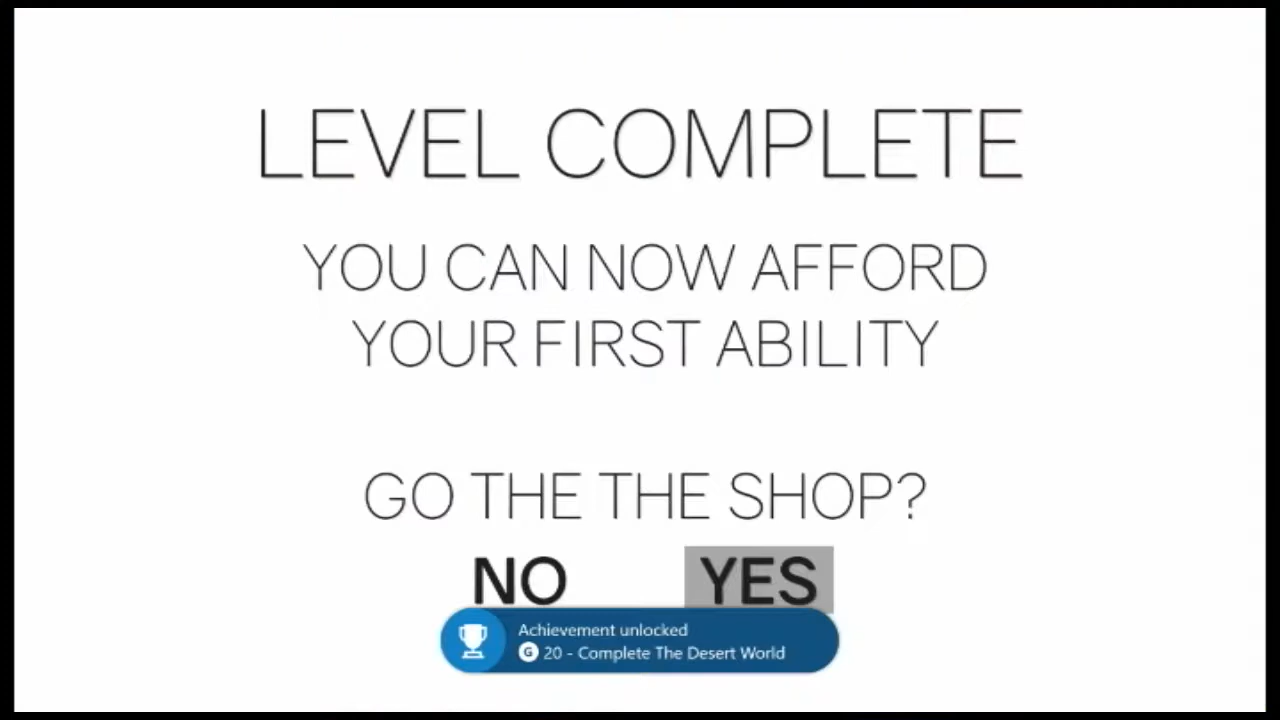 LEVEL COMPLETE
YOU CAN NOW AFFORD
YOUR FIRST ABILITY
GO THE THE SHOP?
NO YES
Achievement unlocked
G 20 - Complete The Desert World